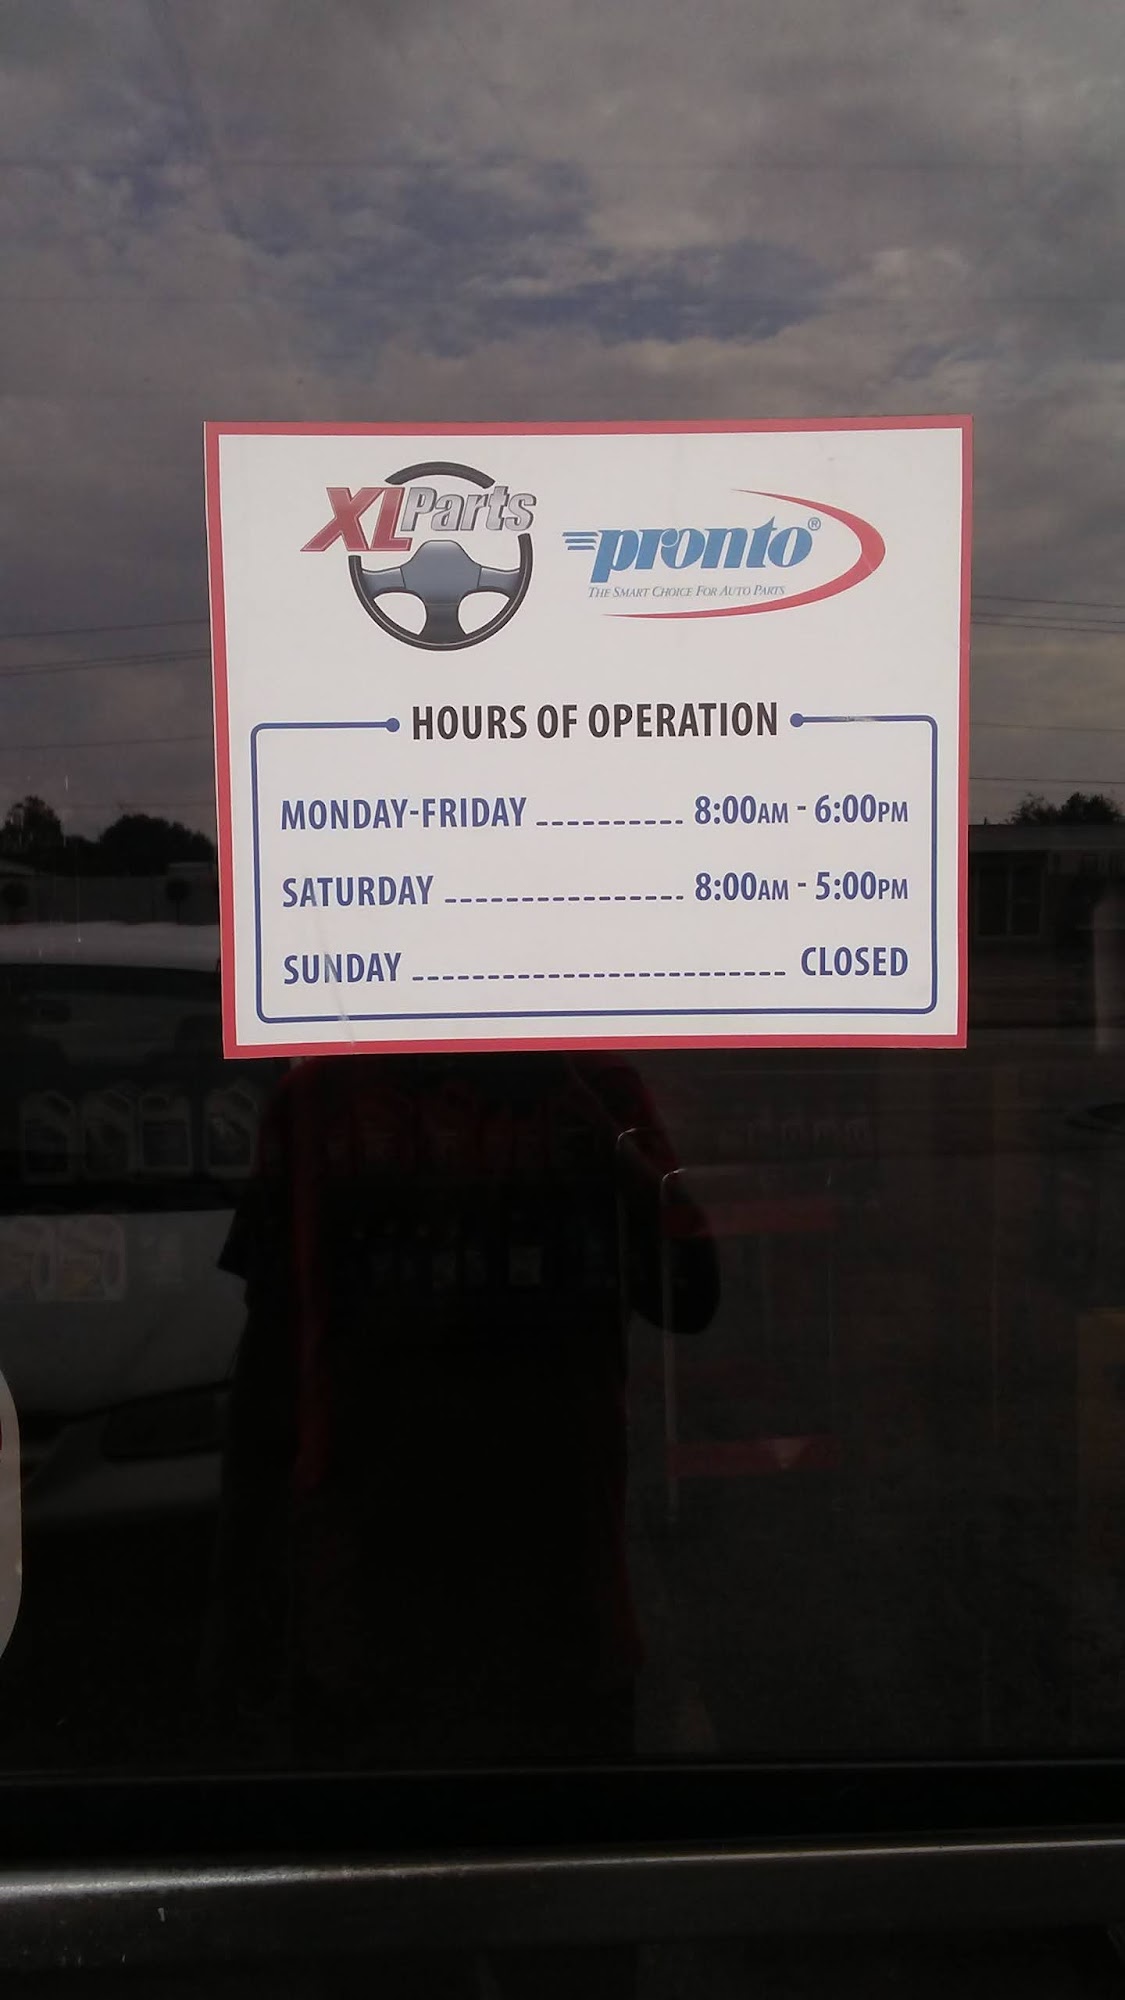 XLParts
pronto®
THE SMART CHOICE FOR AUTO PARTS
HOURS OF OPERATION
MONDAY-FRIDAY 8:00AM - 6:00PM
SATURDAY 8:00AM - 5:00PM
SUNDAY CLOSED